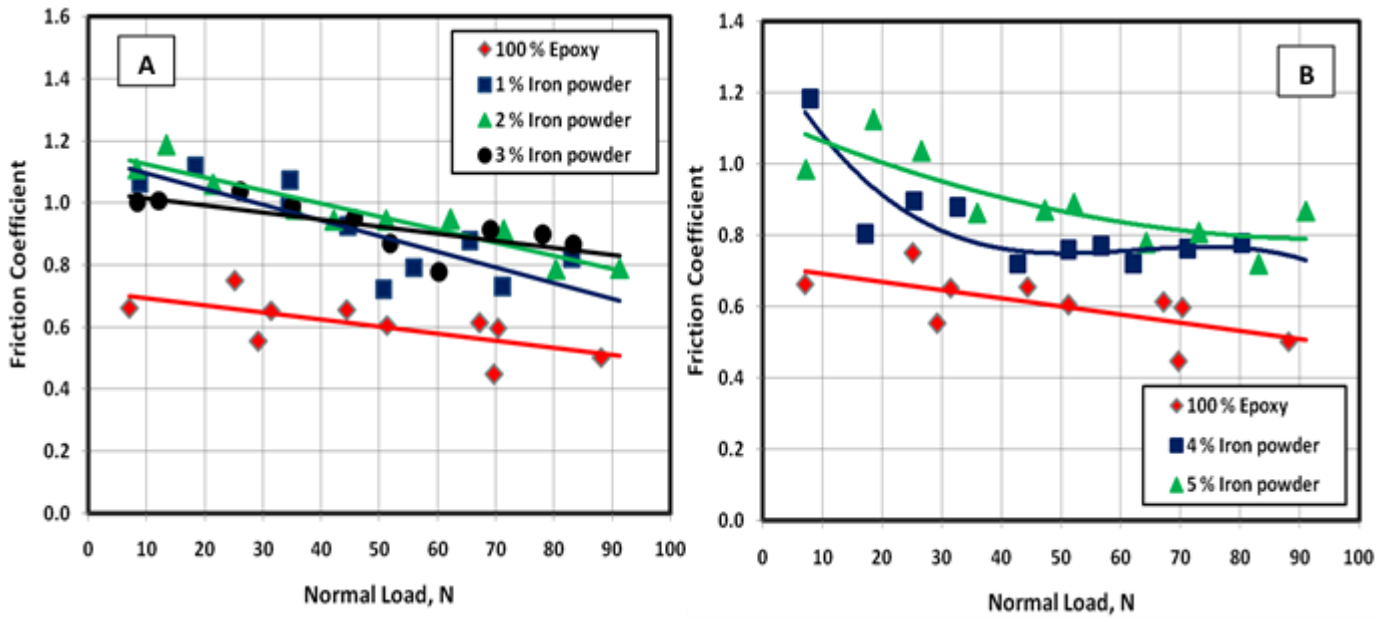 A
100 % Epoxy
1 % Iron powder
2 % Iron powder
3 % Iron powder
Friction Coefficient
1.6
1.4
1.2
1.0
0.8
0.6
0.4
0.2
0.0
0 10 20 30 40 50 60 70 80 90 100
Normal Load, N
B
100 % Epoxy
4 % Iron powder
5 % Iron powder
Friction Coefficient
1.4
1.2
1.0
0.8
0.6
0.4
0.2
0.0
0 10 20 30 40 50 60 70 80 90 100
Normal Load, N